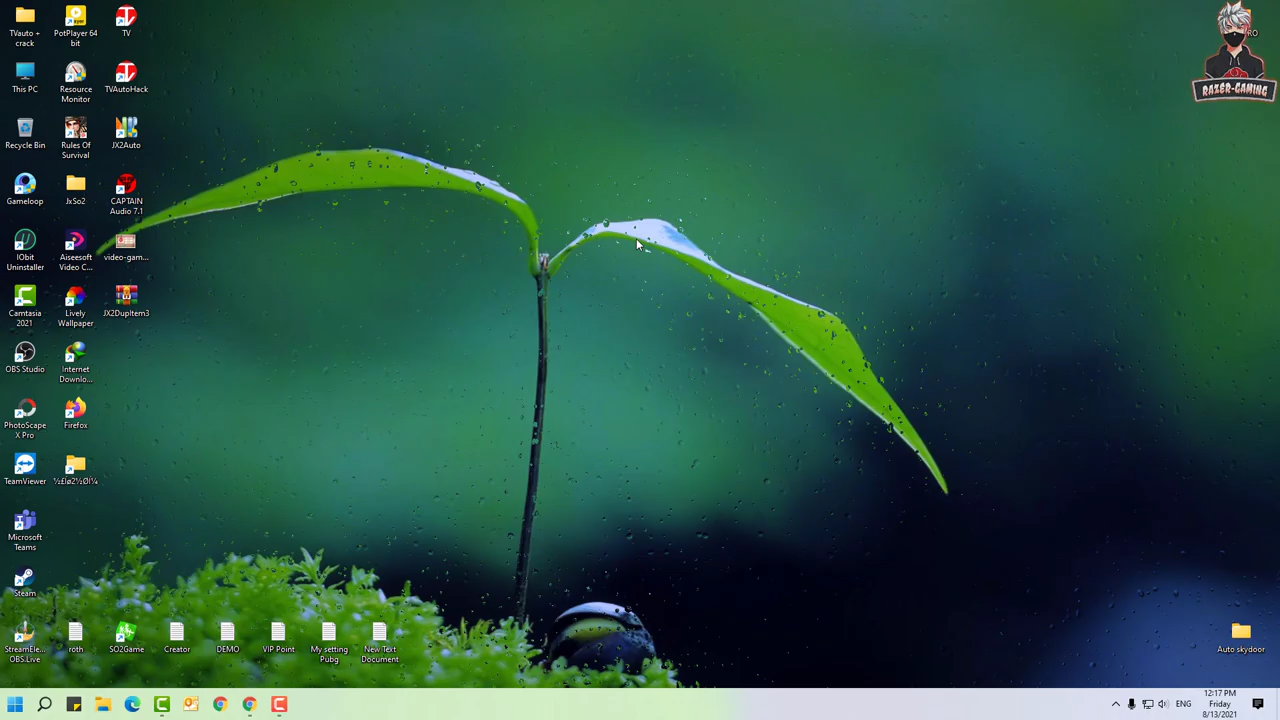 TVauto +
crack
PotPlayer 64
bit
TV
This PC
Resource
Monitor
TVAutoHack
Recycle Bin
Rules Of
Survival
JX2Auto
Gameloop
JxSo2
CAPTAIN
Audio 7.1
IObit
Uninstaller
Aiseesoft
Video C...
video-gam...
Camtasia
2021
Lively
Wallpaper
JX2DupItem3
OBS Studio
Internet
Downlo...
PhotoScape
X Pro
Firefox
TeamViewer
Microsoft
Teams
Steam
StreamEle...
OBS.Live
roth
SO2Game
Creator
DEMO
VIP Point
My setting
Pubg
New Text
Document
RAZER-GAMING
Auto skydoor
ENG
12:17 PM
Friday
8/13/2021